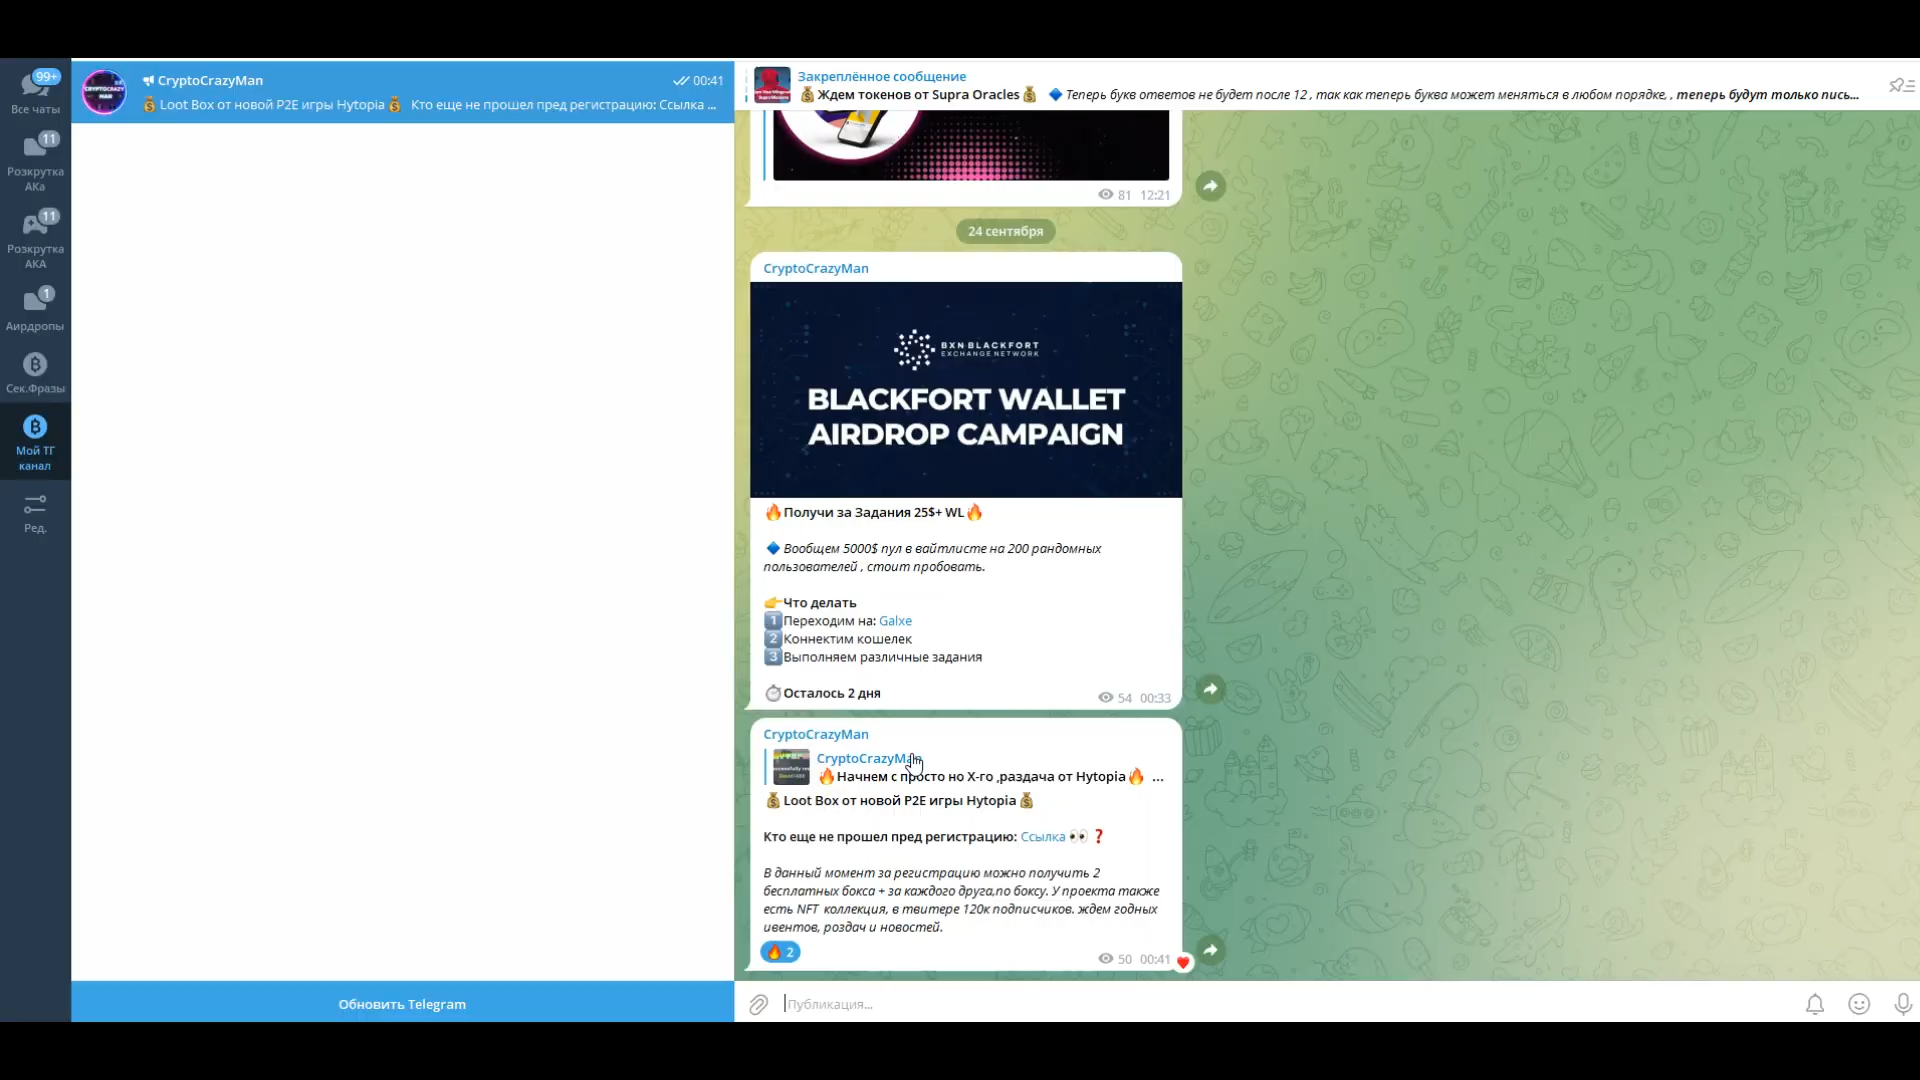 99+
Все чаты
11
Розкрутка
АКа
11
Розкрутка
АКА
1
Аирдропы
Сек.Фразы
Мой ТГ
канал
Ред.
CRYPTOCRAZY
MAN
CryptoCrazyMan
00:41
💰Loot Box от новой P2E игры Hytopia💰 Кто еще не прошел пред регистрацию: Ссылка ...
Обновить Telegram
Закреплённое сообщение
💰Ждем токенов от Supra Oracles💰 🔷Теперь букв ответов не будет после 12 , так как теперь буква может меняться в любом порядке, , теперь будут только пись...
81 12:21
24 сентября
CryptoCrazyMan
BXN BLACKFORT
EXCHANGE NETWORK
BLACKFORT WALLET
AIRDROP CAMPAIGN
🔥Получи за Задания 25$+ WL🔥
🔷Вообщем 5000$ пул в вайтлисте на 200 рандомных
пользователей , стоит пробовать.
👉Что делать
1️⃣Переходим на: Galxe
2️⃣Коннектим кошелек
3️⃣Выполняем различные задания
⏱Осталось 2 дня
54 00:33
CryptoCrazyMan
CryptoCrazyMan
🔥Начнем с просто но Х-го ,раздача от Hytopia🔥 ...
💰Loot Box от новой P2E игры Hytopia💰
Кто еще не прошел пред регистрацию: Ссылка 👀❓
В данный момент за регистрацию можно получить 2
бесплатных бокса + за каждого друга,по боксу. У проекта также
есть NFT коллекция, в твитере 120к подписчиков. ждем годных
ивентов, роздач и новостей.
🔥 2
50 00:41
Публикация...